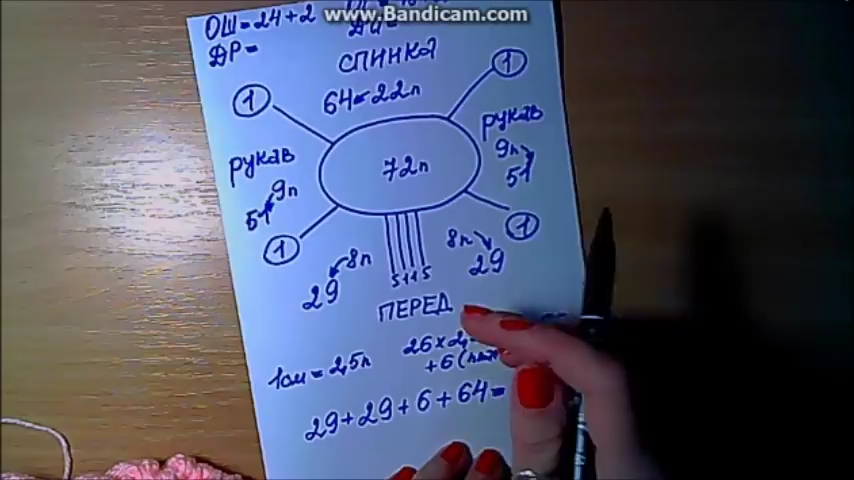 www.Bandicam.com
ОШ = 24+2
ДР =
СПИНКА
64 22п
1
1
рукав
рукав
9п
51
72п
9п
51
1
1
8п
29
8п
29
5 1 1 5
ПЕРЕД
1см = 2,5п
26 × 2,
+6
29+29+6+64=